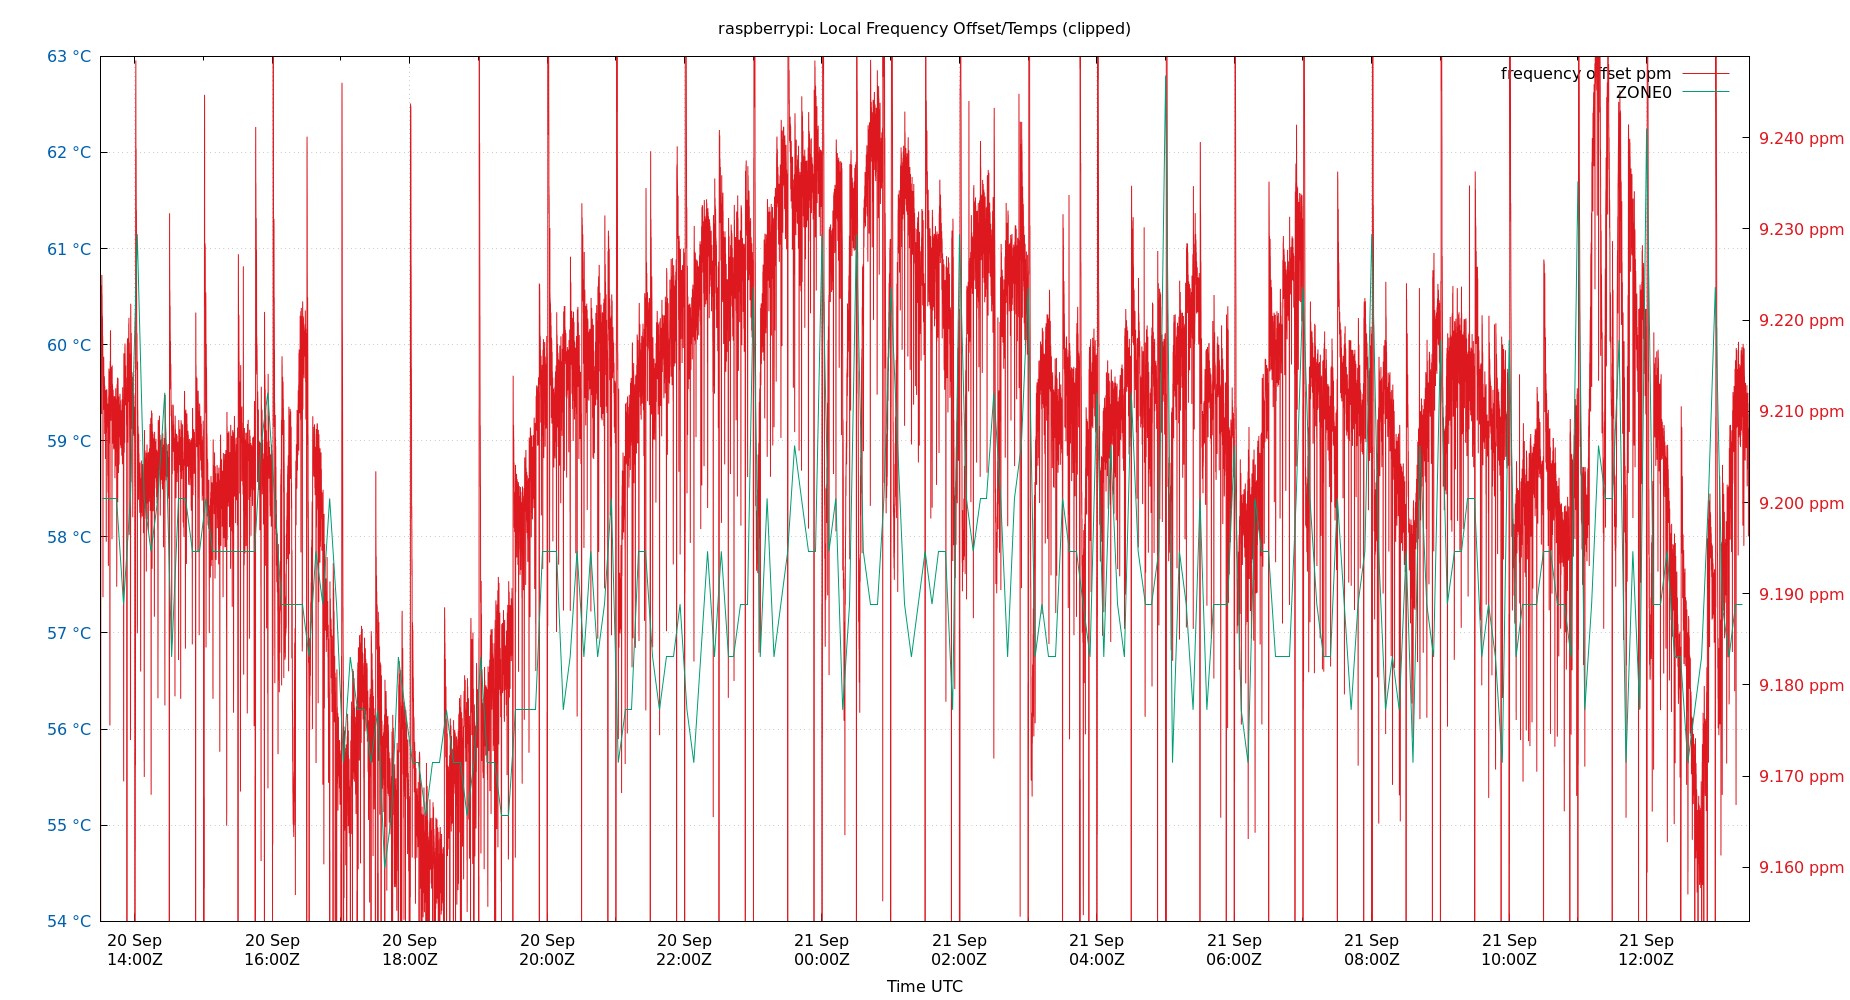 raspberrypi: Local Frequency Offset/Temps (clipped)
frequency offset ppm
ZONE0
63 °C
62 °C
61 °C
60 °C
59 °C
58 °C
57 °C
56 °C
55 °C
54 °C
9.240 ppm
9.230 ppm
9.220 ppm
9.210 ppm
9.200 ppm
9.190 ppm
9.180 ppm
9.170 ppm
9.160 ppm
20 Sep 20 Sep 20 Sep 20 Sep 20 Sep 21 Sep 21 Sep 21 Sep 21 Sep 21 Sep 21 Sep 21 Sep
14:00Z 16:00Z 18:00Z 20:00Z 22:00Z 00:00Z 02:00Z 04:00Z 06:00Z 08:00Z 10:00Z 12:00Z
Time UTC